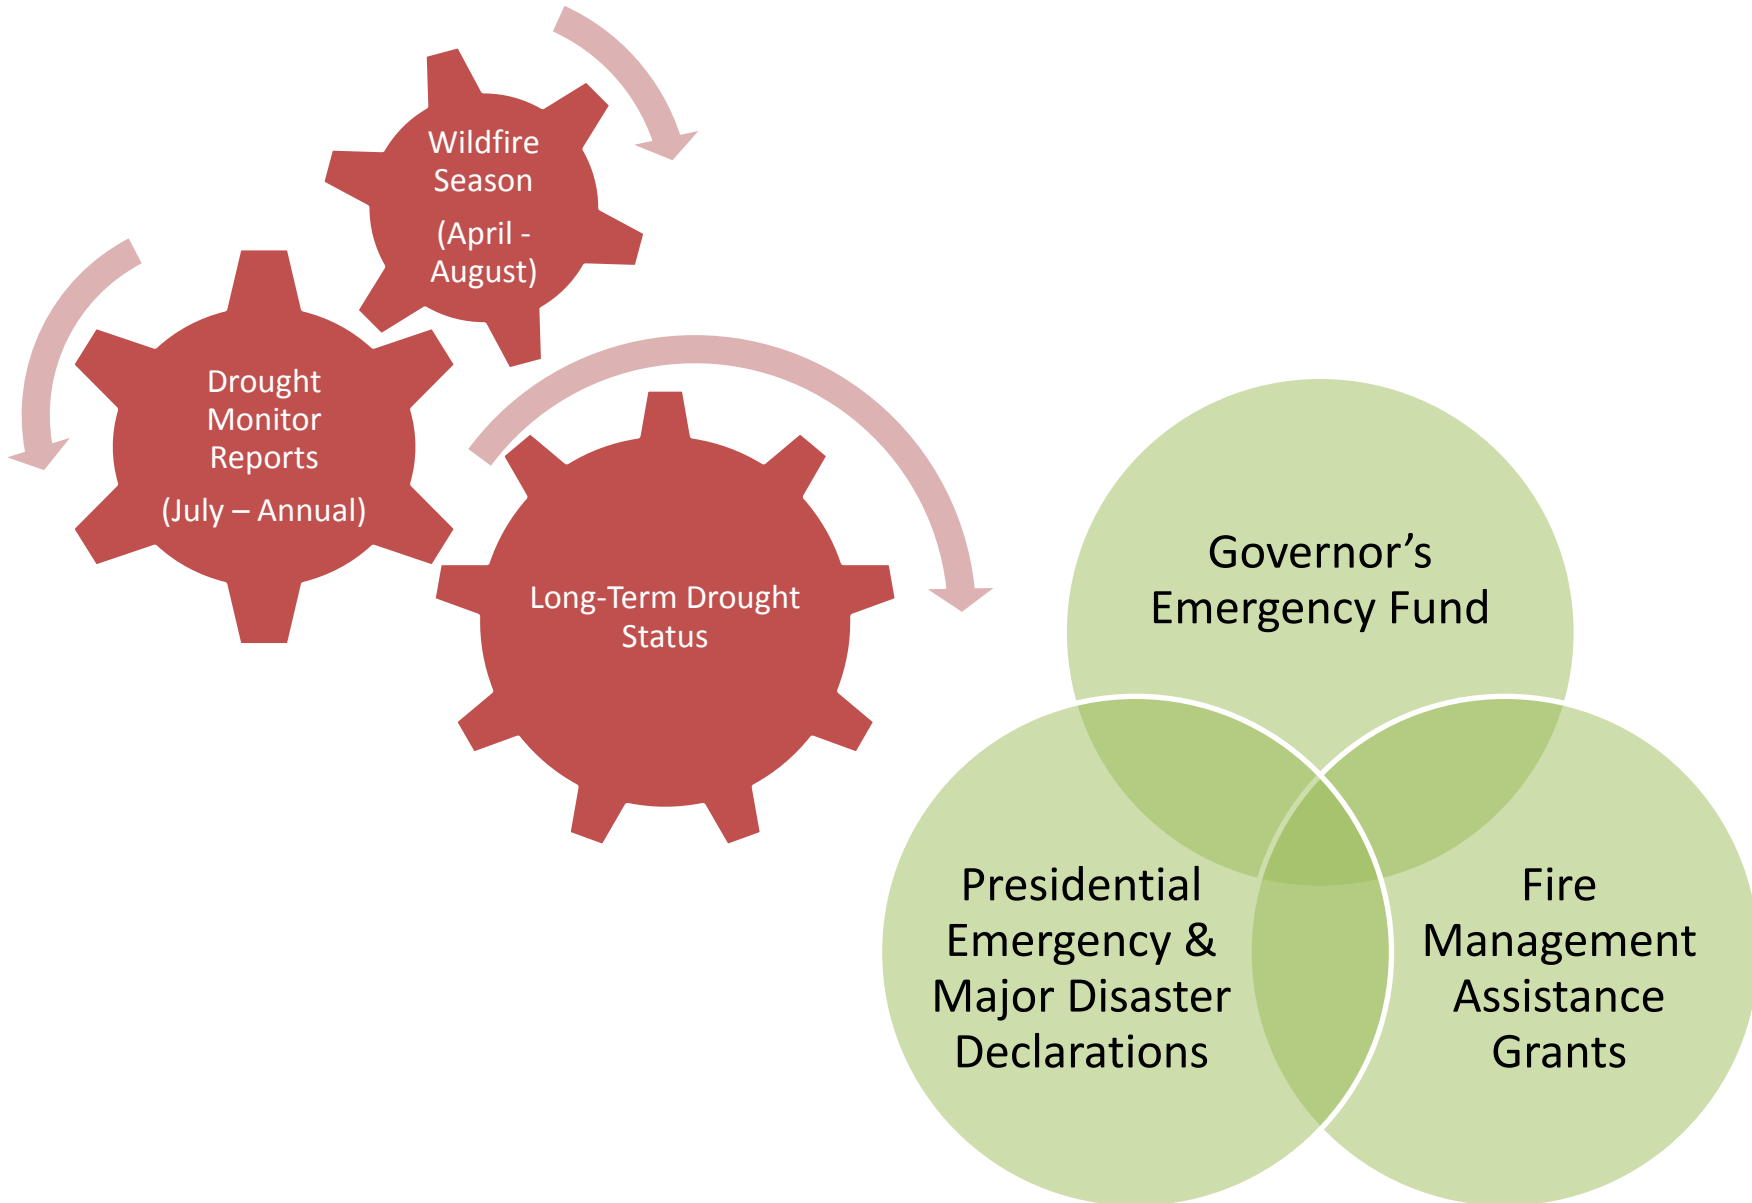 Wildfire
Season
(April -
August)
Drought
Monitor
Reports
(July – Annual)
Long-Term Drought
Status
Governor’s
Emergency Fund
Presidential
Emergency &
Major Disaster
Declarations
Fire
Management
Assistance
Grants